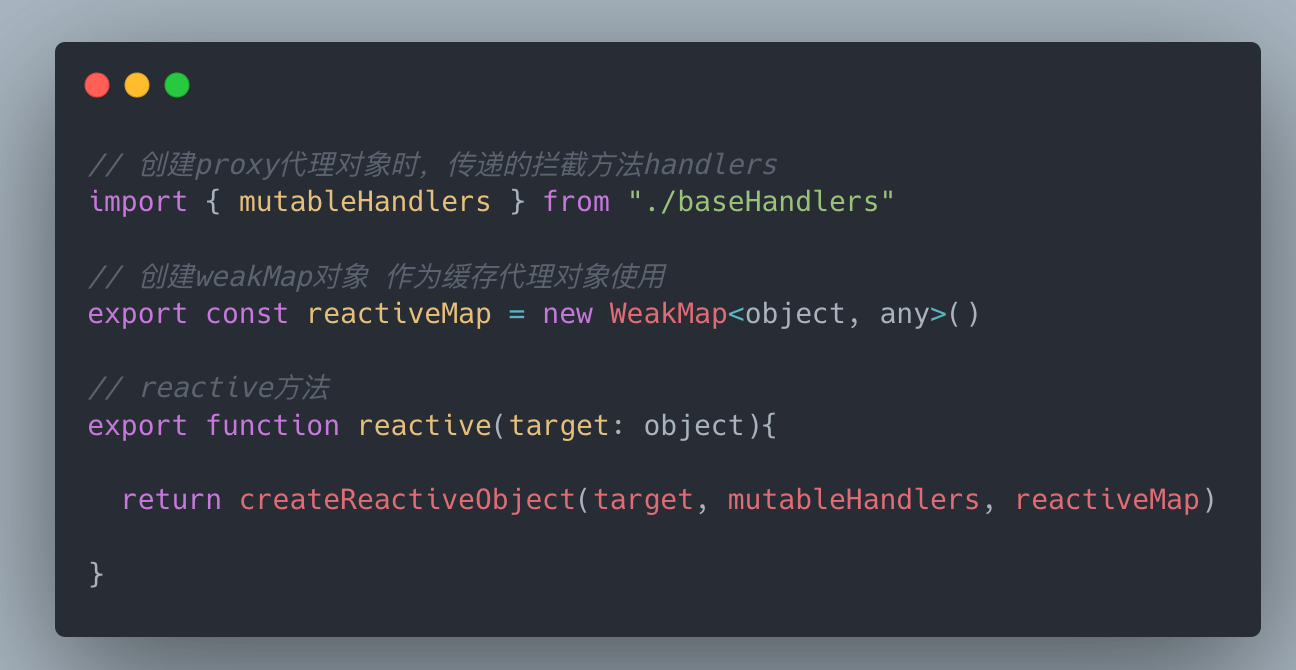 // 创建proxy代理对象时，传递的拦截方法handlers
import { mutableHandlers } from "./baseHandlers"
// 创建weakMap对象 作为缓存代理对象使用
export const reactiveMap = new WeakMap<object, any>()
// reactive方法
export function reactive(target: object){
return createReactiveObject(target, mutableHandlers, reactiveMap)
}